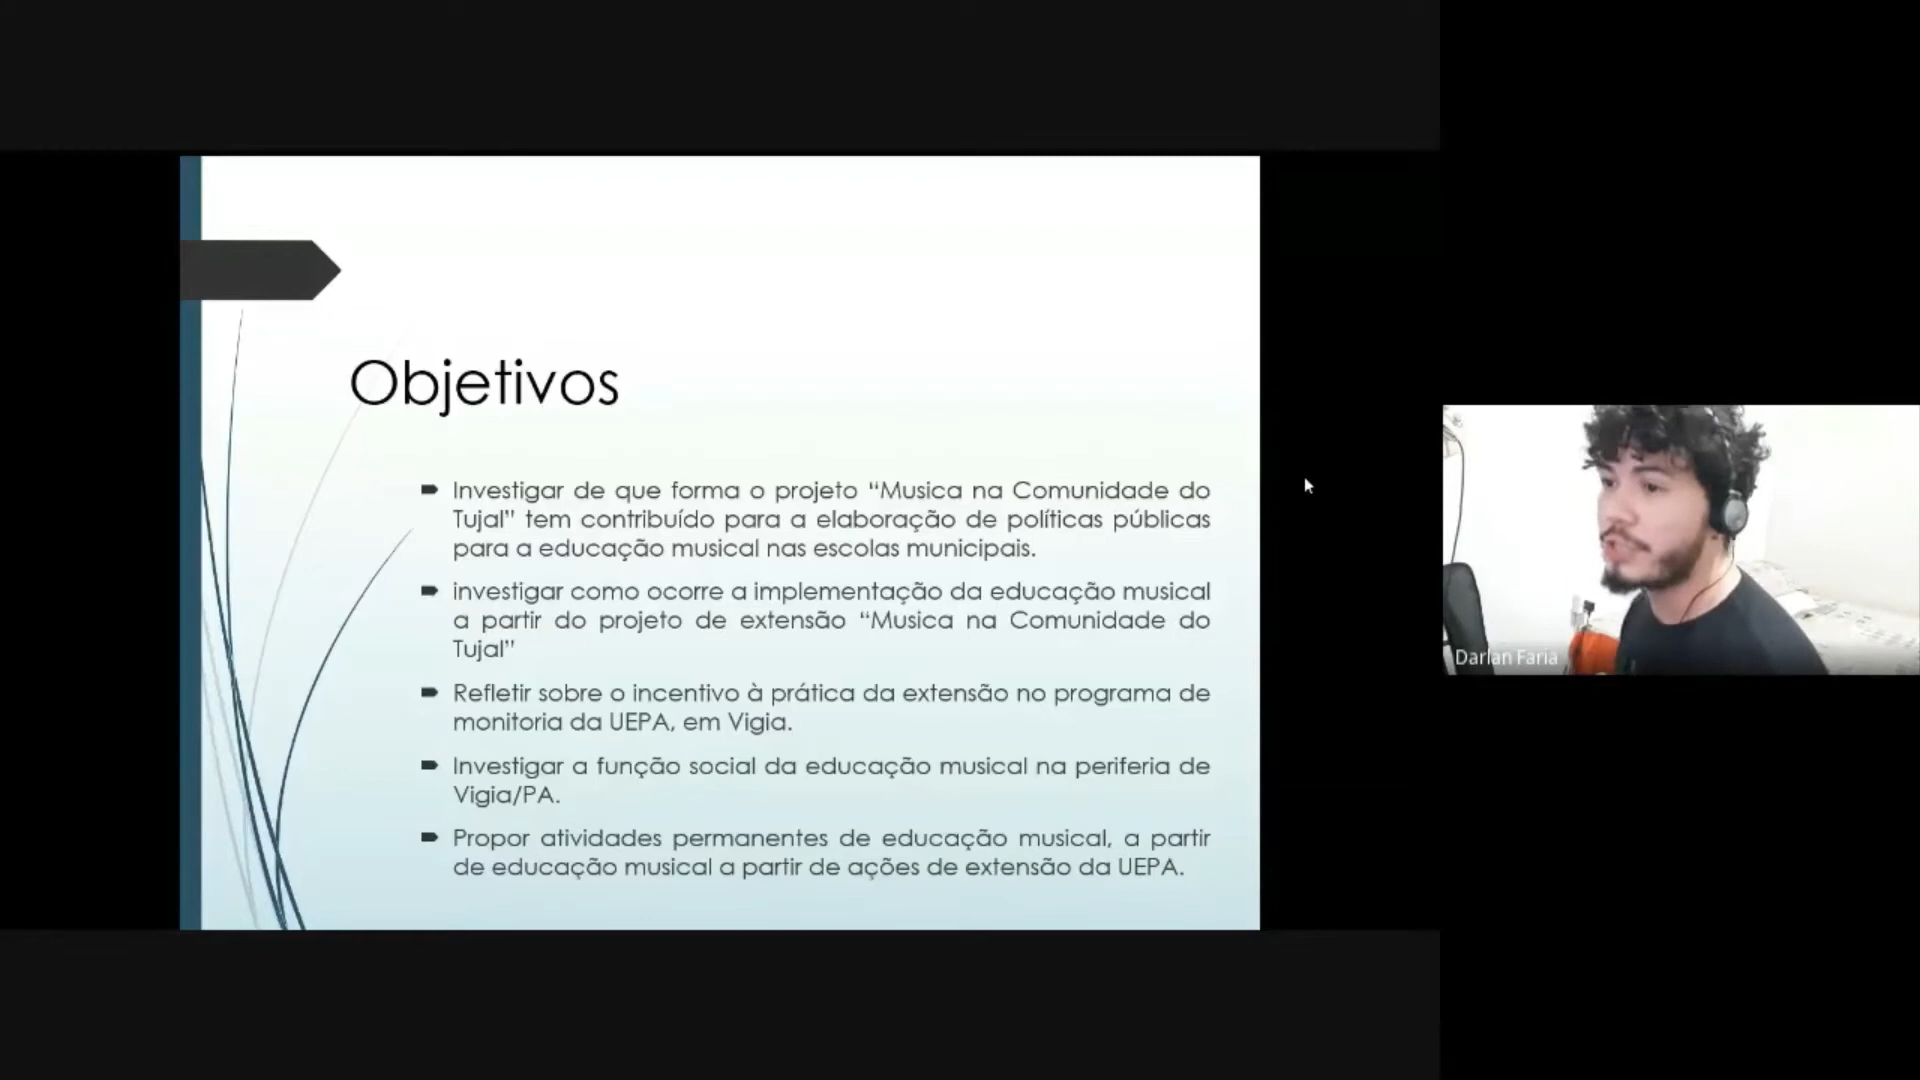 Objetivos
Investigar de que forma o projeto “Musica na Comunidade do
Tujal” tem contribuído para a elaboração de políticas públicas
para a educação musical nas escolas municipais.
investigar como ocorre a implementação da educação musical
a partir do projeto de extensão “Musica na Comunidade do
Tujal”
Refletir sobre o incentivo à prática da extensão no programa de
monitoria da UEPA, em Vigia.
Investigar a função social da educação musical na periferia de
Vigia/PA.
Propor atividades permanentes de educação musical, a partir
de educação musical a partir de ações de extensão da UEPA.
Darlan Faria